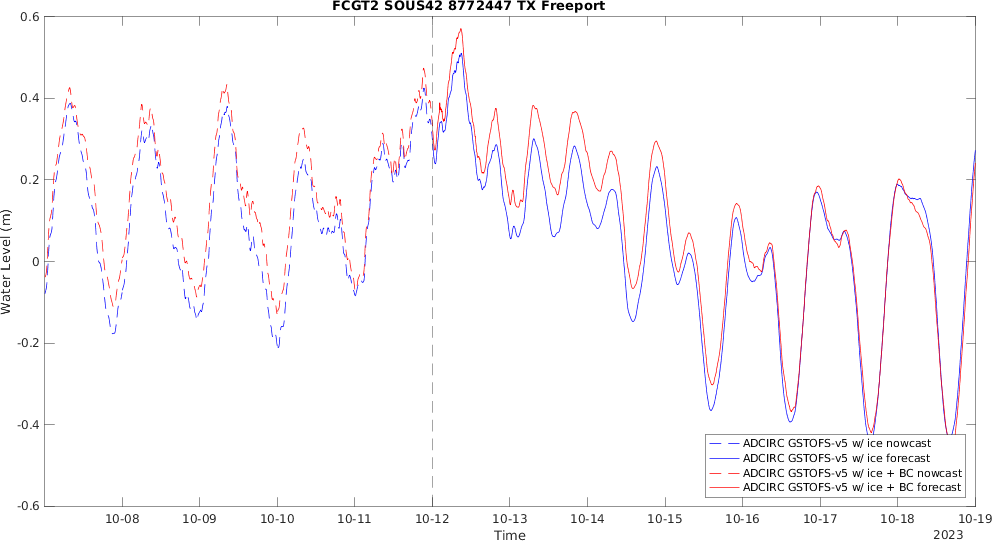 FCGT2 SOUS42 8772447 TX Freeport
0.6
0.4
0.2
0
-0.2
-0.4
-0.6
Water Level (m)
10-08 10-09 10-10 10-11 10-12 10-13 10-14 10-15 10-16 10-17 10-18 10-19
Time
2023
ADCIRC GSTOFS-v5 w/ ice nowcast
ADCIRC GSTOFS-v5 w/ ice forecast
ADCIRC GSTOFS-v5 w/ ice + BC nowcast
ADCIRC GSTOFS-v5 w/ ice + BC forecast